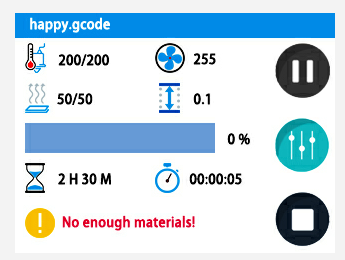 happy.gcode
200/200 255
50/50 0.1
0 %
2 H 30 M 00:00:05
No enough materials!